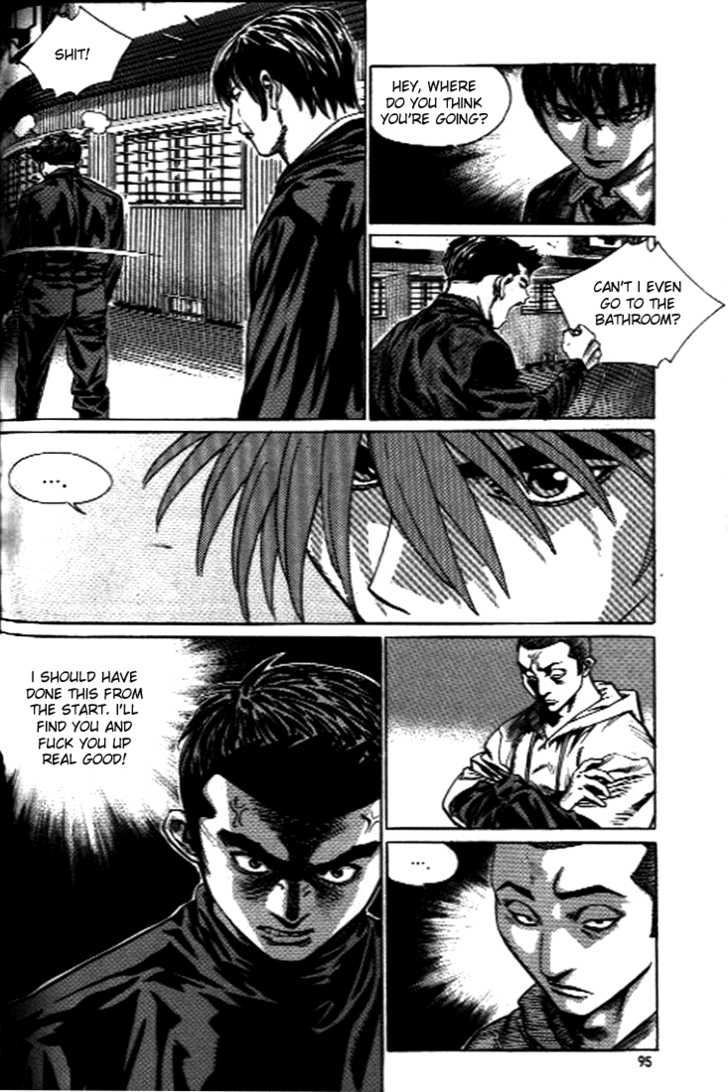 SHIT!
HEY, WHERE
DO YOU THINK
YOU'RE GOING?
CAN'T I EVEN
GO TO THE
BATHROOM?
....
I SHOULD HAVE
DONE THIS FROM
THE START. I'LL
FIND YOU AND
FUCK YOU UP
REAL GOOD!
...
95